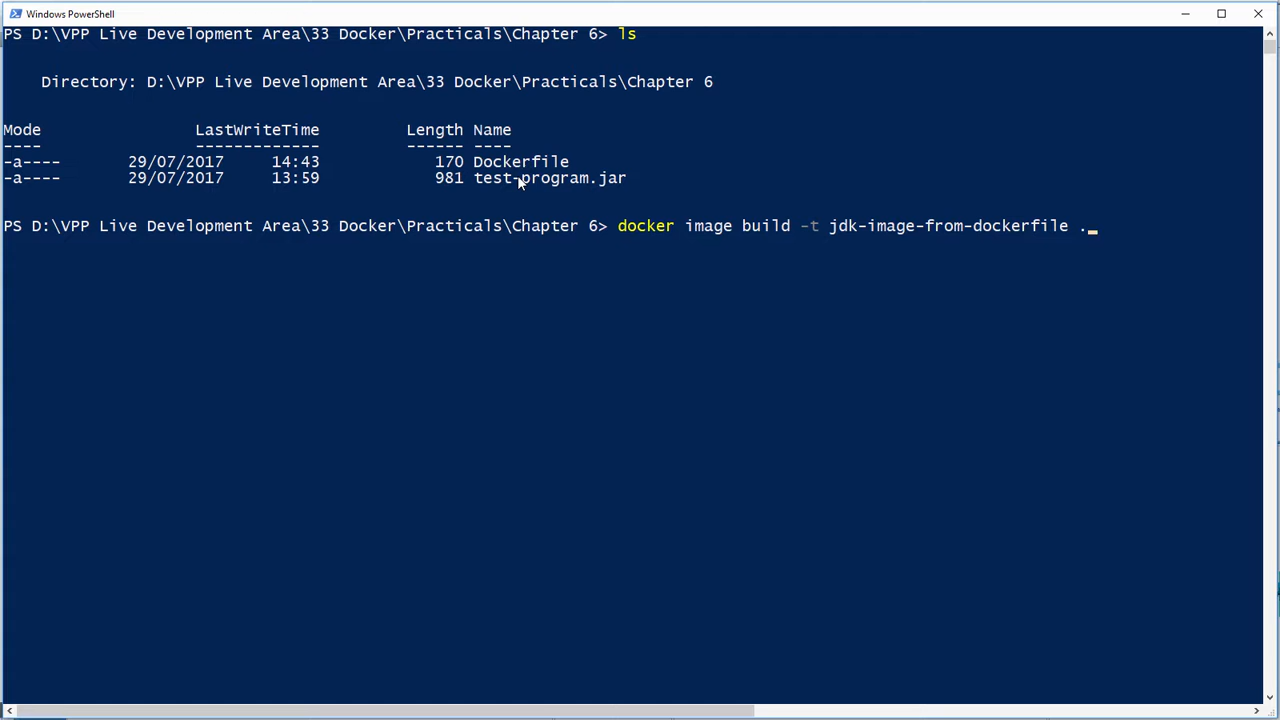 Windows PowerShell
PS D:\VPP Live Development Area\33 Docker\Practicals\Chapter 6> ls
Directory: D:\VPP Live Development Area\33 Docker\Practicals\Chapter 6
Mode LastWriteTime Length Name
---- ------------- ------ ----
-a---- 29/07/2017 14:43 170 Dockerfile
-a---- 29/07/2017 13:59 981 test-program.jar
PS D:\VPP Live Development Area\33 Docker\Practicals\Chapter 6> docker image build -t jdk-image-from-dockerfile ._